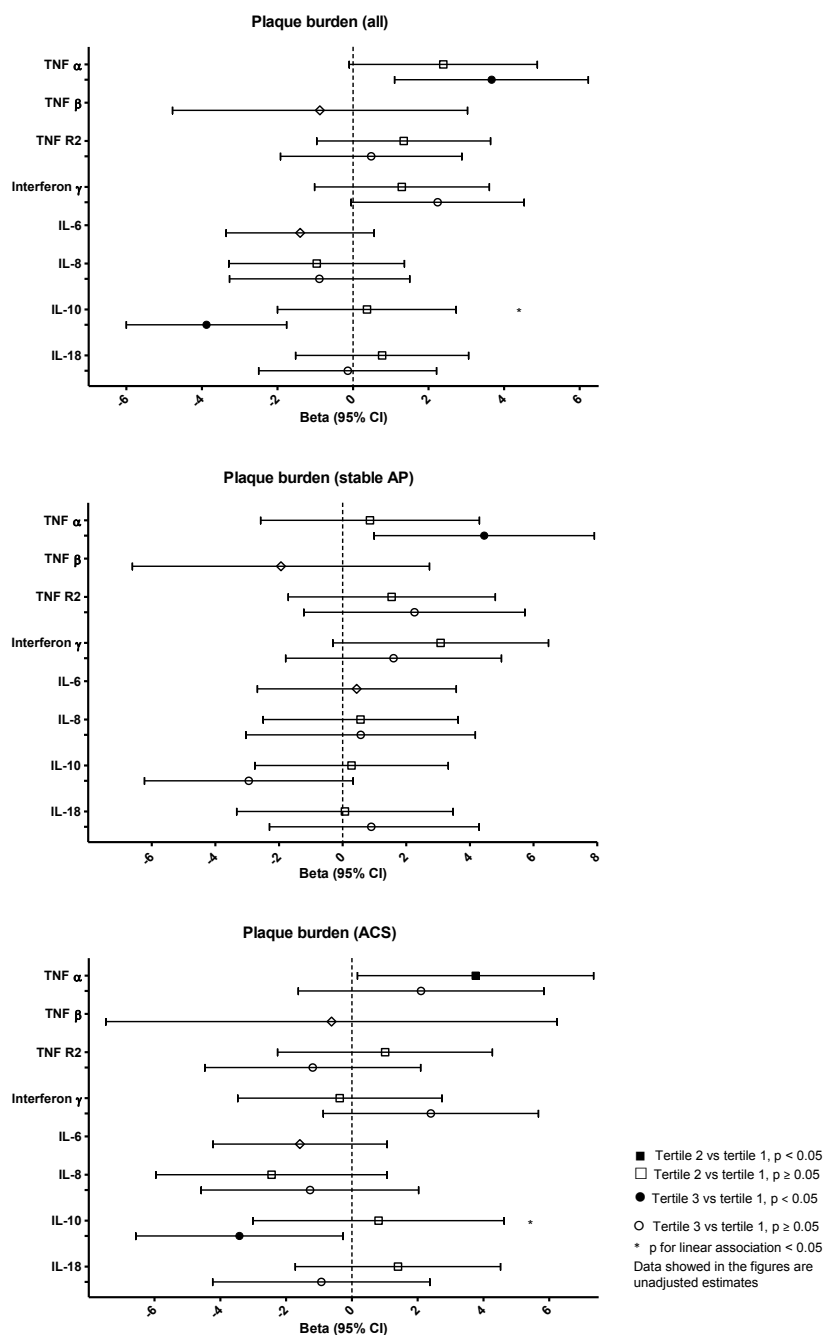 Plaque burden (all)
TNF α
TNF β
TNF R2
Interferon γ
IL-6
IL-8
IL-10
*
IL-18
-6 -4 -2 0 2 4 6
Beta (95% CI)
Plaque burden (stable AP)
TNF α
TNF β
TNF R2
Interferon γ
IL-6
IL-8
IL-10
IL-18
-6 -4 -2 0 2 4 6 8
Beta (95% CI)
Plaque burden (ACS)
TNF α
TNF β
TNF R2
Interferon γ
IL-6
IL-8
IL-10
*
IL-18
-6 -4 -2 0 2 4 6
Beta (95% CI)
Tertile 2 vs tertile 1, p < 0.05
Tertile 2 vs tertile 1, p ≥ 0.05
Tertile 3 vs tertile 1, p < 0.05
Tertile 3 vs tertile 1, p ≥ 0.05
* p for linear association < 0.05
Data showed in the figures are
unadjusted estimates